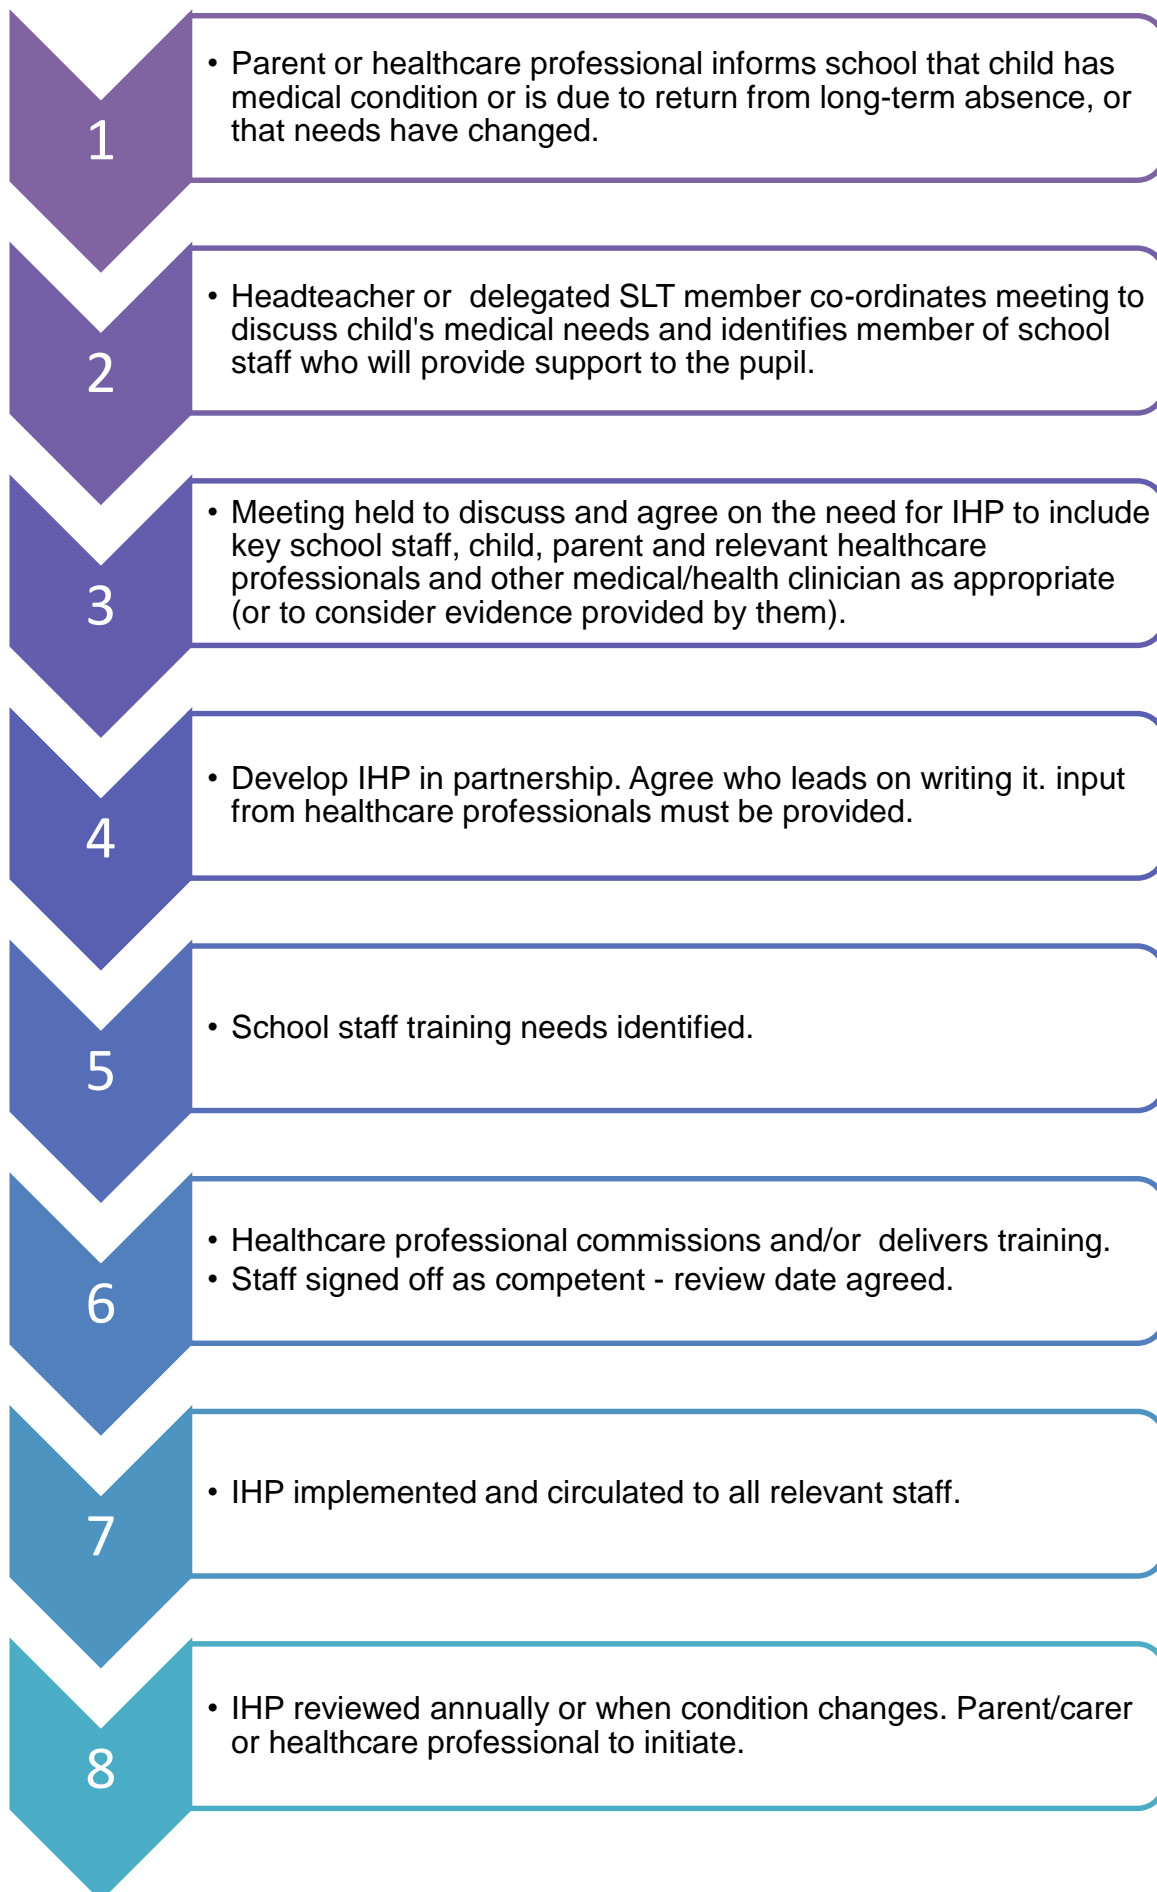 1
• Parent or healthcare professional informs school that child has
medical condition or is due to return from long-term absence, or
that needs have changed.
2
• Headteacher or  delegated SLT member co-ordinates meeting to
discuss child's medical needs and identifies member of school
staff who will provide support to the pupil.
3
• Meeting held to discuss and agree on the need for IHP to include
key school staff, child, parent and relevant healthcare
professionals and other medical/health clinician as appropriate
(or to consider evidence provided by them).
4
• Develop IHP in partnership. Agree who leads on writing it. input
from healthcare professionals must be provided.
5
• School staff training needs identified.
6
• Healthcare professional commissions and/or  delivers training.
• Staff signed off as competent - review date agreed.
7
• IHP implemented and circulated to all relevant staff.
8
• IHP reviewed annually or when condition changes. Parent/carer
or healthcare professional to initiate.